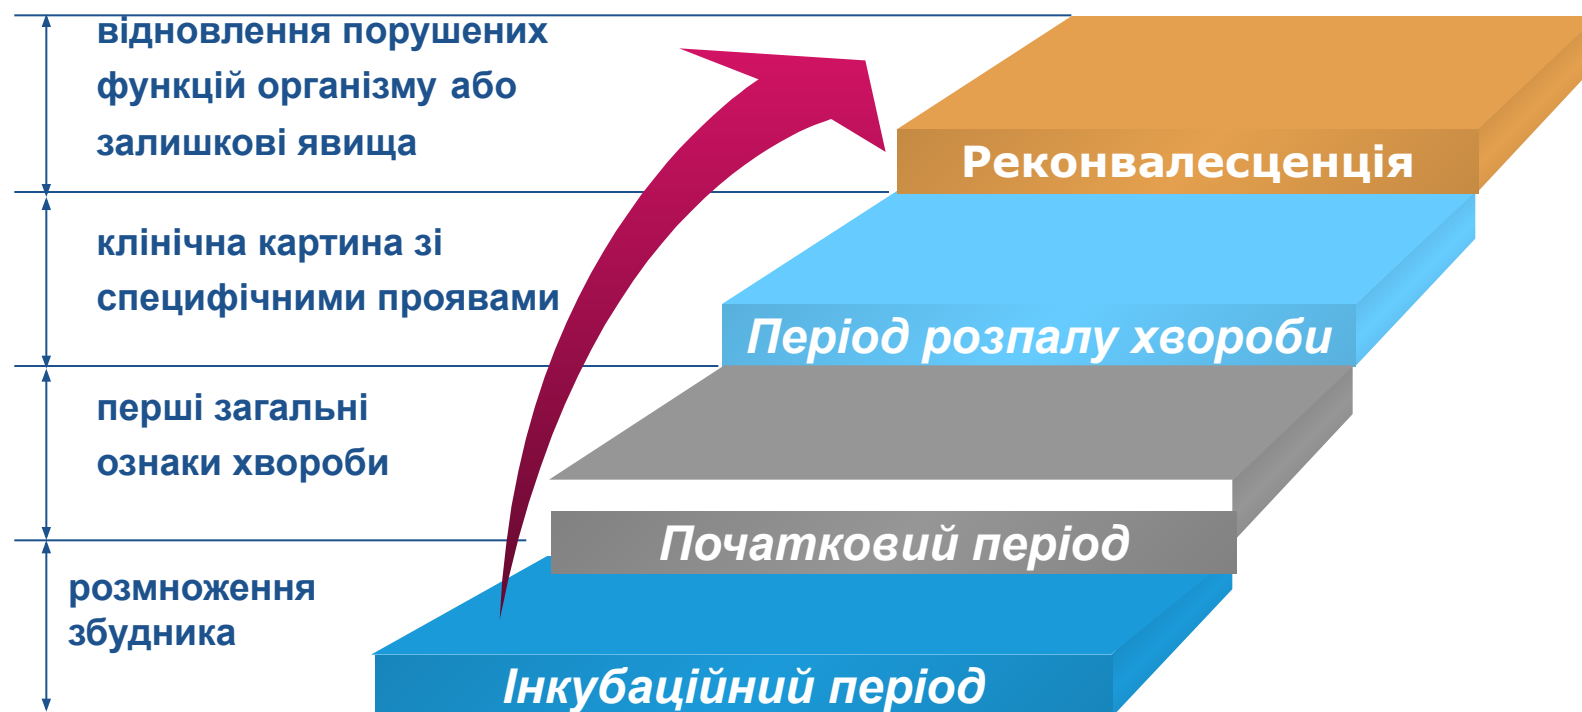 відновлення порушених
функцій організму або
залишкові явища
Реконвалесценція
клінічна картина зі
специфічними проявами
Період розпалу хвороби
перші загальні
ознаки хвороби
Початковий період
розмноження
збудника
Інкубаційний період